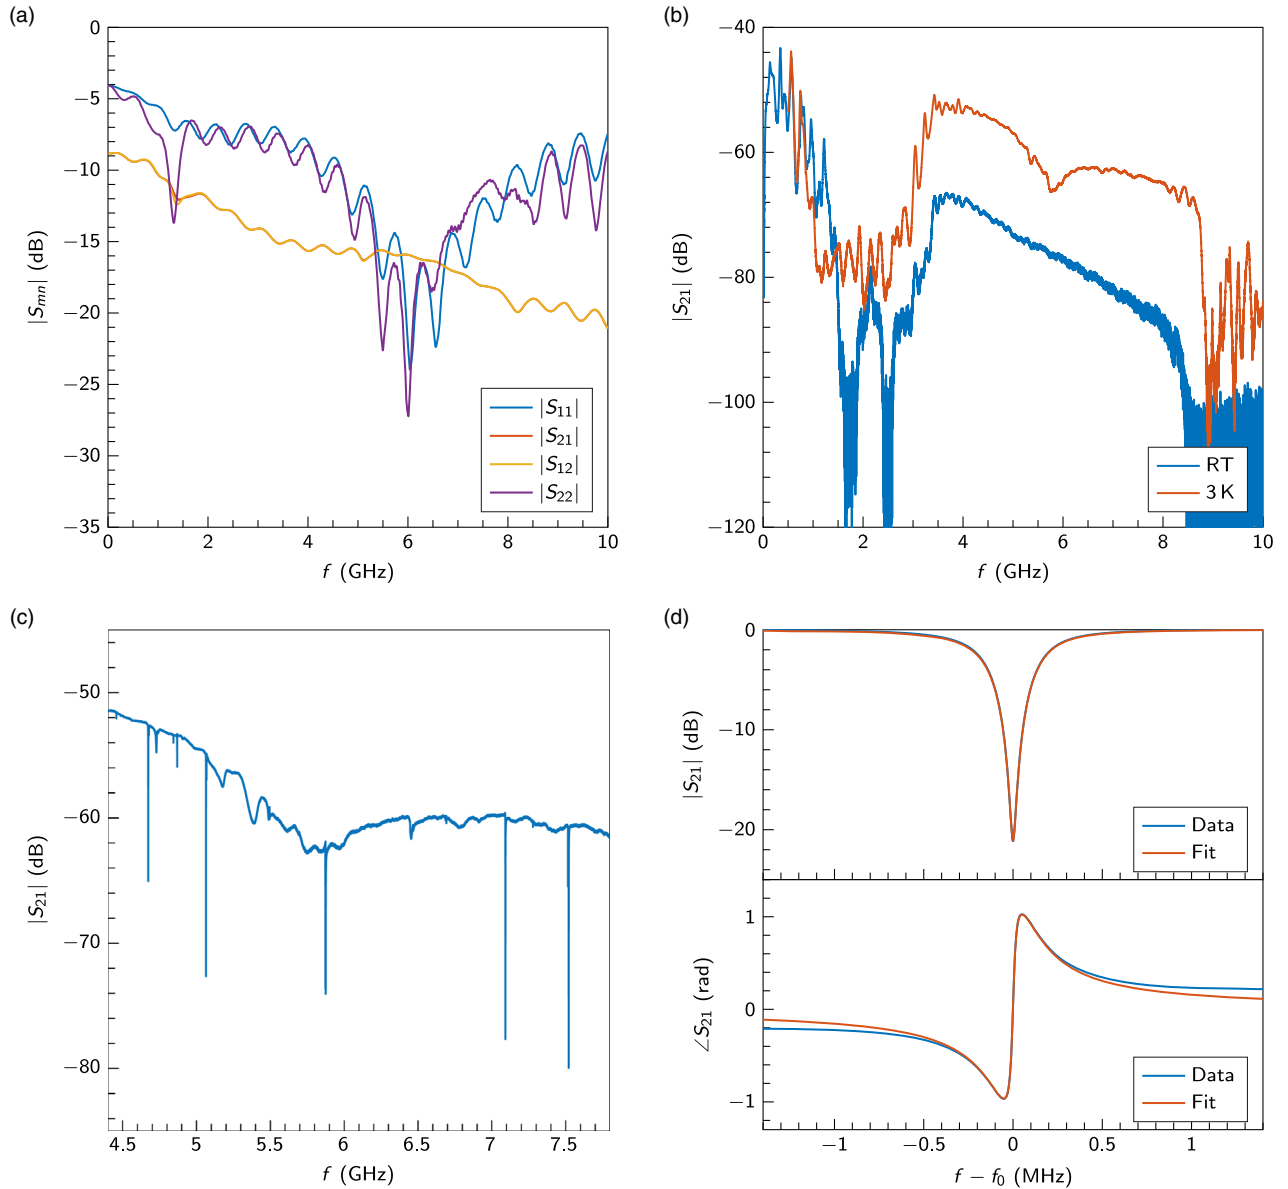 (a)
0
−5
−10
−15
−20
−25
−30
−35
|Smn| (dB)
|S11|
|S21|
|S12|
|S22|
0 2 4 6 8 10
f (GHz)
(b)
−40
−60
−80
−100
−120
|S21| (dB)
RT
3 K
0 2 4 6 8 10
f (GHz)
(c)
−50
−60
−70
−80
|S21| (dB)
4.5 5 5.5 6 6.5 7 7.5
f (GHz)
(d)
0
−10
−20
|S21| (dB)
Data
Fit
1
0
−1
∠S21 (rad)
Data
Fit
−1 −0.5 0 0.5 1
f − f0 (MHz)